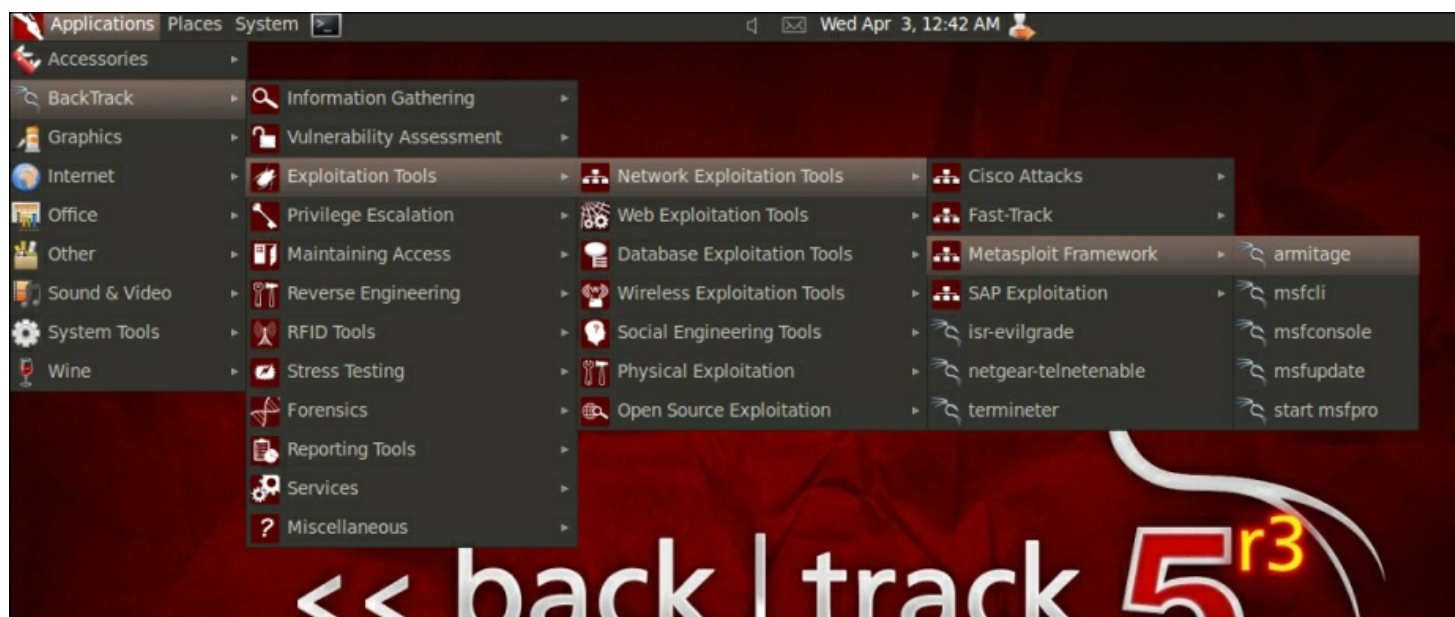 Applications Places System Wed Apr 3, 12:42 AM
Accessories
BackTrack
Graphics
Internet
Office
Other
Sound & Video
System Tools
Wine
Information Gathering
Vulnerability Assessment
Exploitation Tools
Privilege Escalation
Maintaining Access
Reverse Engineering
RFID Tools
Stress Testing
Forensics
Reporting Tools
Services
Miscellaneous
Network Exploitation Tools
Web Exploitation Tools
Database Exploitation Tools
Wireless Exploitation Tools
Social Engineering Tools
Physical Exploitation
Open Source Exploitation
Cisco Attacks
Fast-Track
Metasploit Framework
SAP Exploitation
isr-evilgrade
netgear-telnetenable
termineter
armitage
msfcli
msfconsole
msfupdate
start msfpro
<< back | track 5 r3